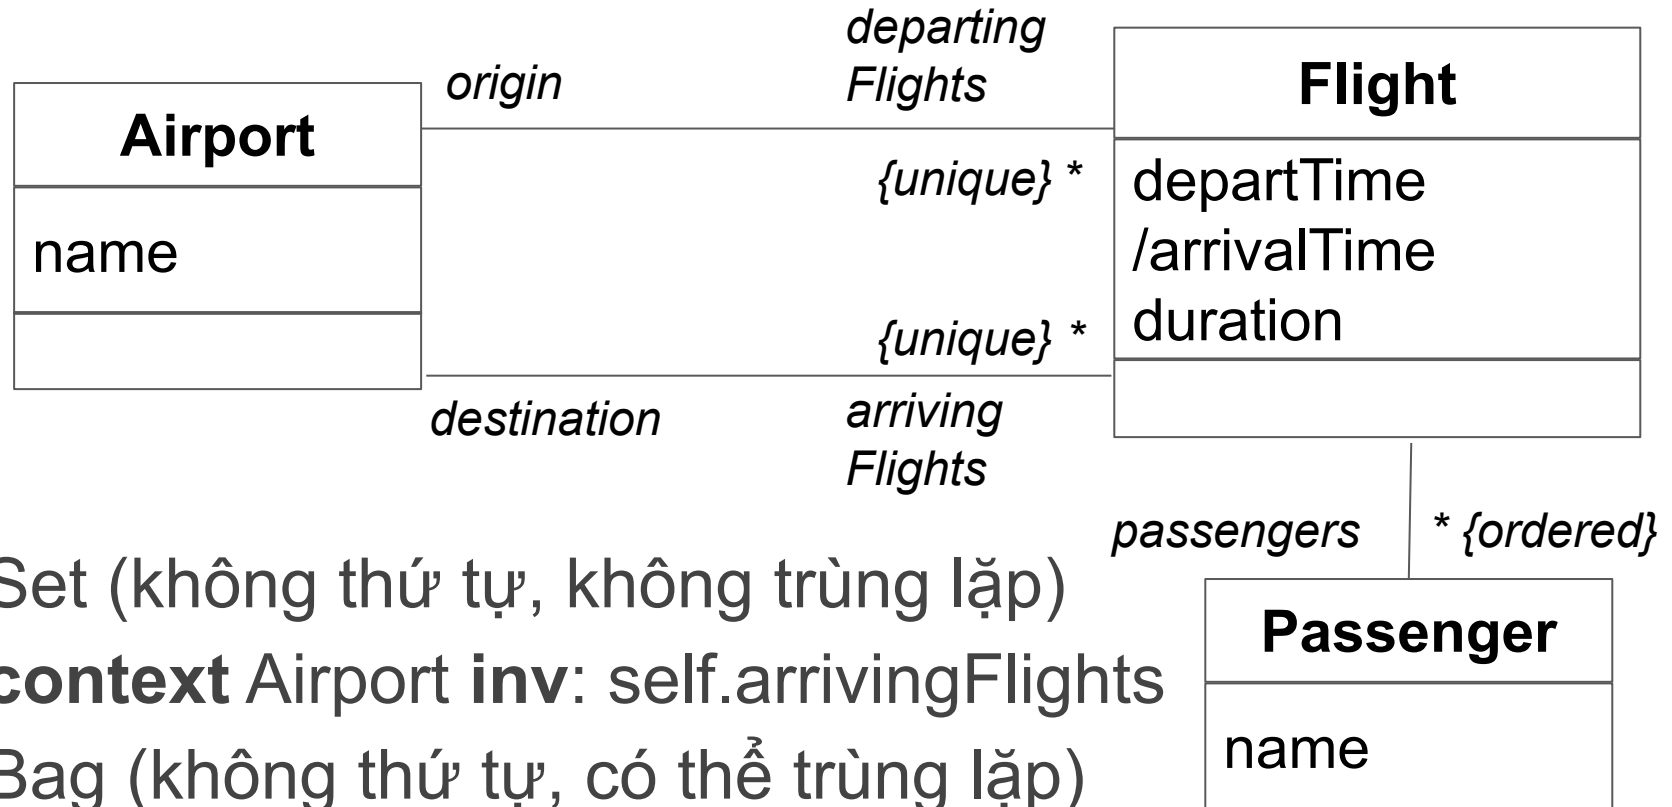 Airport
name
origin
departing
Flights
{unique} *
{unique} *
destination
arriving
Flights
Flight
departTime
/arrivalTime
duration
passengers
* {ordered}
Passenger
name
Set (không thứ tự, không trùng lặp)
context Airport inv: self.arrivingFlights
Bag (không thứ tự, có thể trùng lặp)